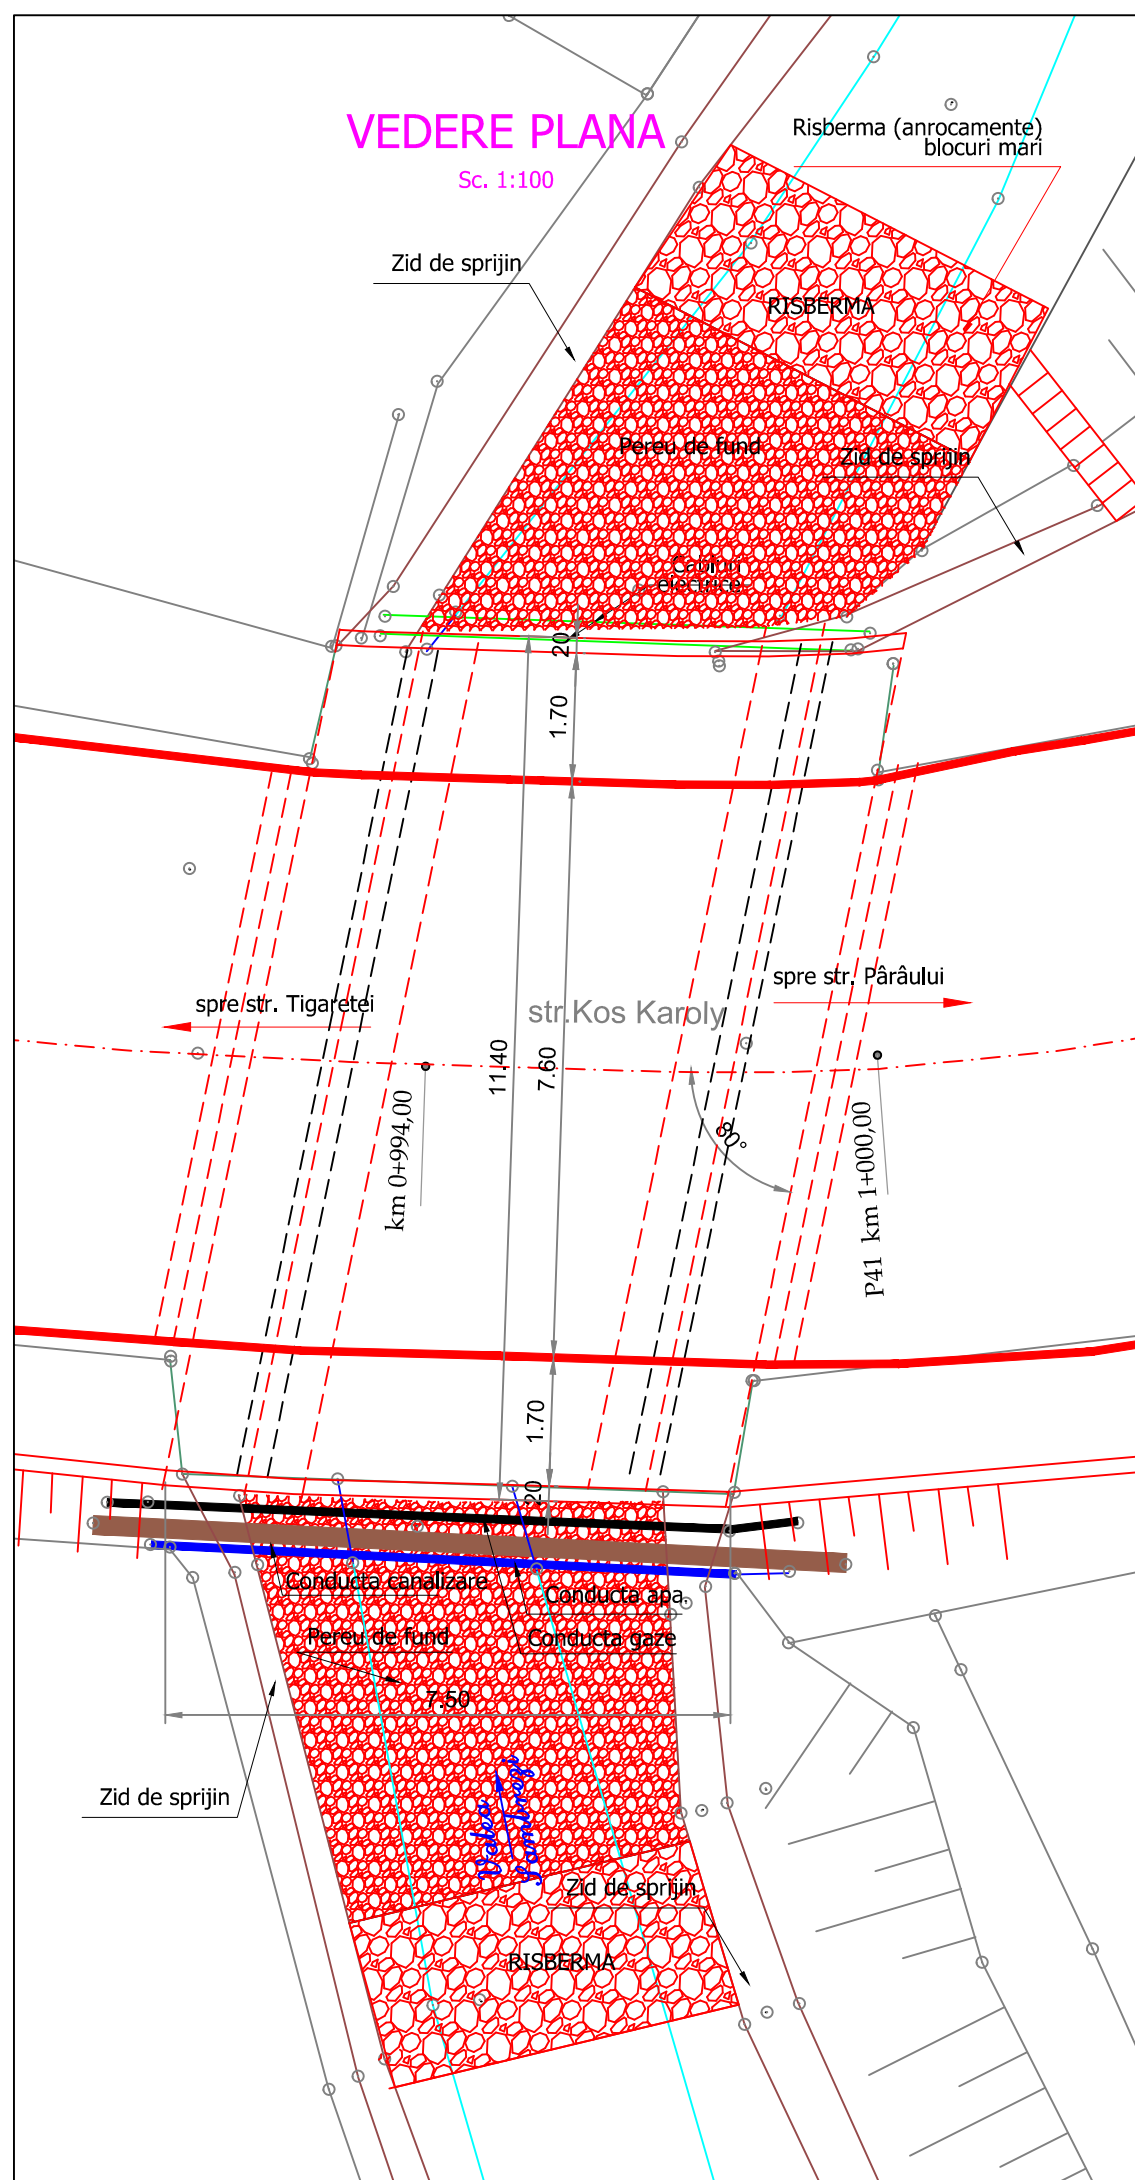 VEDERE PLANA
Sc. 1:100
Risberma (anrocamente)
blocuri mari
Zid de sprijin
RISBERMA
Pereu de fund
Zid de sprijin
Cabluri
electrice
20
1.70
spre str. Pârâului
spre str. Tigaretei
str.Kos Karoly
11.40
7.60
km 0+994,00
80°
P41 km 1+000,00
1.70
20
Conducta canalizare
Conducta apa
Pereu de fund
Conducta gaze
7.50
Zid de sprijin
Valea
Zid de sprijin
RISBERMA